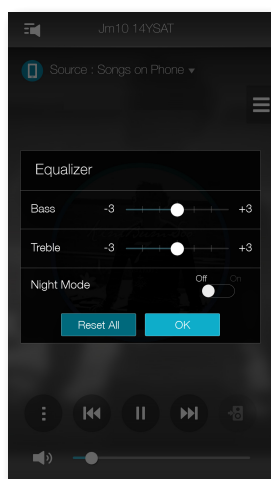 Jm10 14YSAT
Source : Songs on Phone
Equalizer
Bass -3 +3
Treble -3 +3
Night Mode Off On
Reset All OK